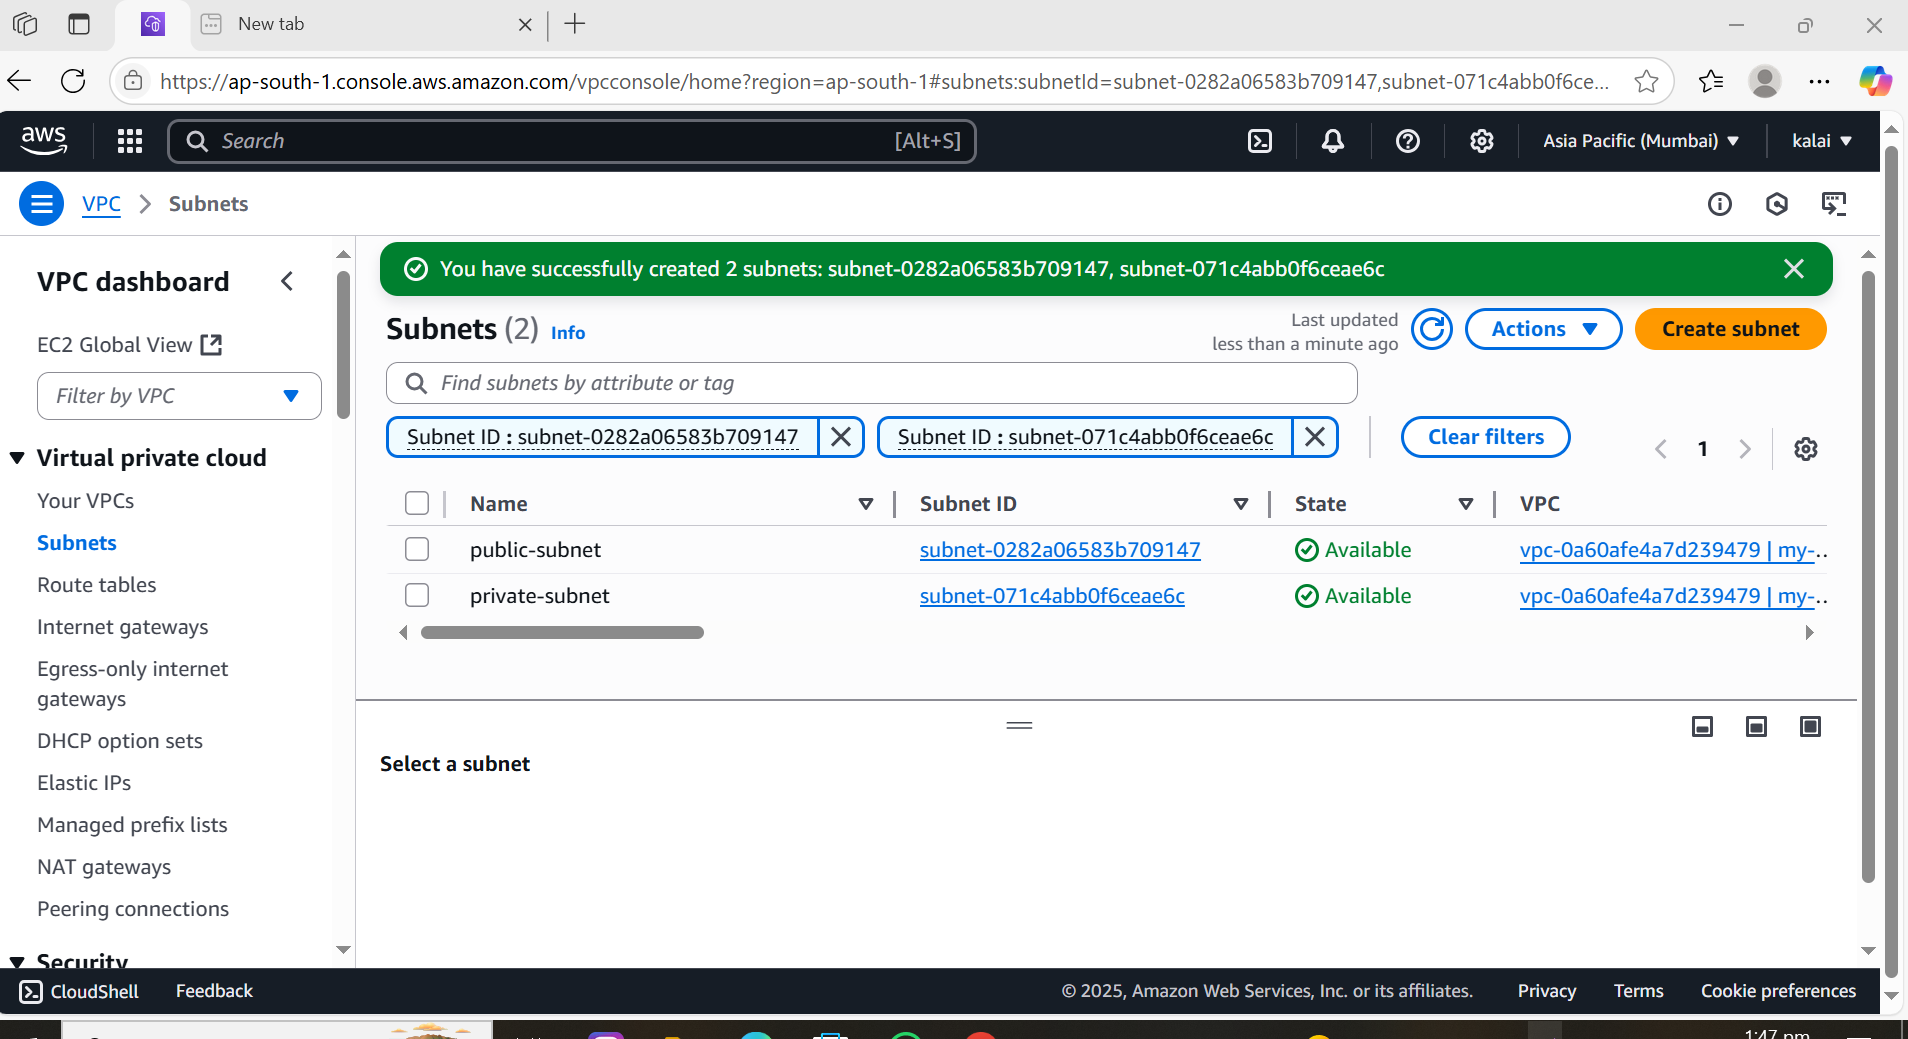 New tab
https://ap-south-1.console.aws.amazon.com/vpcconsole/home?region=ap-south-1#subnets:subnetId=subnet-0282a06583b709147,subnet-071c4abb0f6ce...
aws
Search
[Alt+S]
Asia Pacific (Mumbai)
kalai
VPC
Subnets
VPC dashboard
EC2 Global View
Filter by VPC
Virtual private cloud
Your VPCs
Subnets
Route tables
Internet gateways
Egress-only internet
gateways
DHCP option sets
Elastic IPs
Managed prefix lists
NAT gateways
Peering connections
Security
You have successfully created 2 subnets: subnet-0282a06583b709147, subnet-071c4abb0f6ceae6c
Subnets (2) Info
Last updated
less than a minute ago
Actions
Create subnet
Find subnets by attribute or tag
Subnet ID : subnet-0282a06583b709147
Subnet ID : subnet-071c4abb0f6ceae6c
Clear filters
1
Name Subnet ID State VPC
public-subnet subnet-0282a06583b709147 Available vpc-0a60afe4a7d239479 | my-..
private-subnet subnet-071c4abb0f6ceae6c Available vpc-0a60afe4a7d239479 | my-..
Select a subnet
CloudShell
Feedback
© 2025, Amazon Web Services, Inc. or its affiliates.
Privacy
Terms
Cookie preferences
1:47 pm